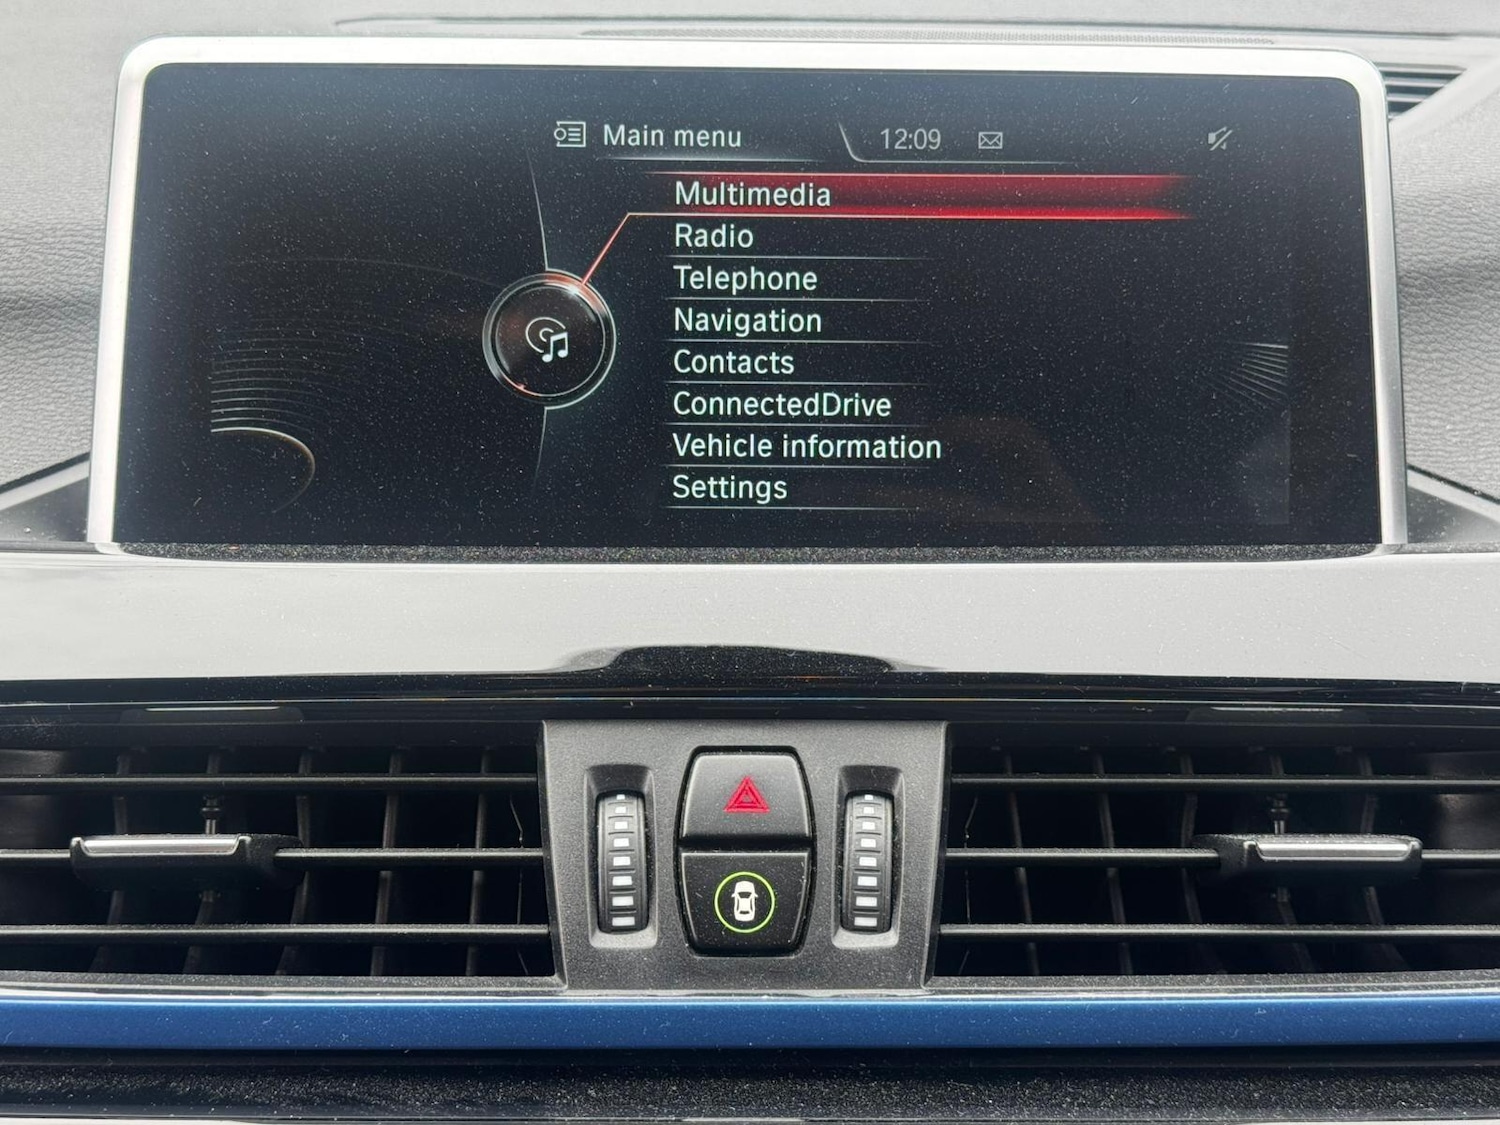 Main menu 12:09
Multimedia
Radio
Telephone
Navigation
Contacts
ConnectedDrive
Vehicle information
Settings